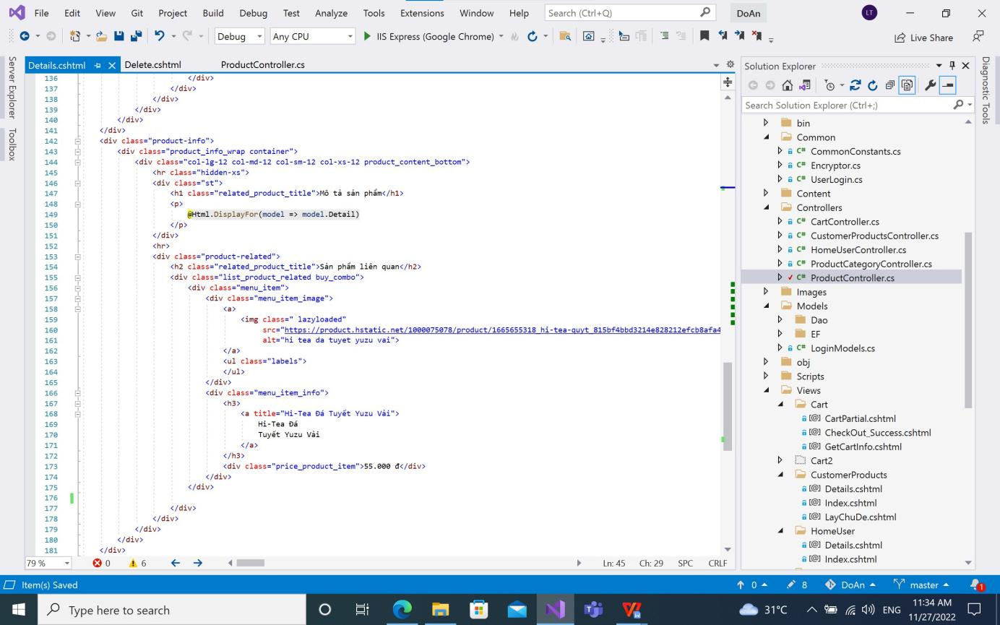 File Edit View Git Project Build Debug Test Analyze Tools Extensions Window Help Search (Ctrl+Q) DoAn LT
Debug Any CPU IIS Express (Google Chrome) Live Share
Server Explorer
Toolbox
Details.cshtml Delete.cshtml ProductController.cs
136 </div>
137 </div>
138 </div>
139 </div>
140 </div>
141 </div>
142 <div class="product-info">
143 <div class="product_info_wrap container">
144 <div class="col-lg-12 col-md-12 col-sm-12 col-xs-12 product_content_bottom">
145 <hr class="hidden-xs">
146 <div class="st">
147 <h1 class="related_product_title">Mô tả sản phẩm</h1>
148 <p>
149 @Html.DisplayFor(model => model.Detail)
150 </p>
151 </div>
152 <hr>
153 <div class="product-related">
154 <h2 class="related_product_title">Sản phẩm liên quan</h2>
155 <div class="list_product_related buy_combo">
156 <div class="menu_item">
157 <div class="menu_item_image">
158 <a>
159 <img class=" lazyloaded"
160 src="https://product.hstatic.net/1000075078/product/1665655318_hi-tea-quyt_815bf4bbd3214e828212efcb8afa4
161 alt="hi tea da tuyet yuzu vai">
162 </a>
163 <ul class="labels">
164 </ul>
165 </div>
166 <div class="menu_item_info">
167 <h3>
168 <a title="Hi-Tea Đá Tuyết Yuzu Vải">
169 Hi-Tea Đá
170 Tuyết Yuzu Vải
171 </a>
172 </h3>
173 <div class="price_product_item">55.000 đ</div>
174 </div>
175 </div>
176
177 </div>
178 </div>
179 </div>
180 </div>
181 </div>
79 % 0 6 Ln: 45 Ch: 29 SPC CRLF
Solution Explorer
Search Solution Explorer (Ctrl+;)
bin
Common
C# CommonConstants.cs
C# Encryptor.cs
C# UserLogin.cs
Content
Controllers
C# CartController.cs
C# CustomerProductsController.cs
C# HomeUserController.cs
C# ProductCategoryController.cs
C# ProductController.cs
Images
Models
Dao
EF
C# LoginModels.cs
obj
Scripts
Views
Cart
[@] CartPartial.cshtml
[@] CheckOut_Success.cshtml
[@] GetCartInfo.cshtml
Cart2
CustomerProducts
[@] Details.cshtml
[@] Index.cshtml
[@] LayChuDe.cshtml
HomeUser
[@] Details.cshtml
[@] Index.cshtml
Diagnostic Tools
Item(s) Saved 0 8 DoAn master 1
Type here to search 31°C ENG 11:34 AM
11/27/2022